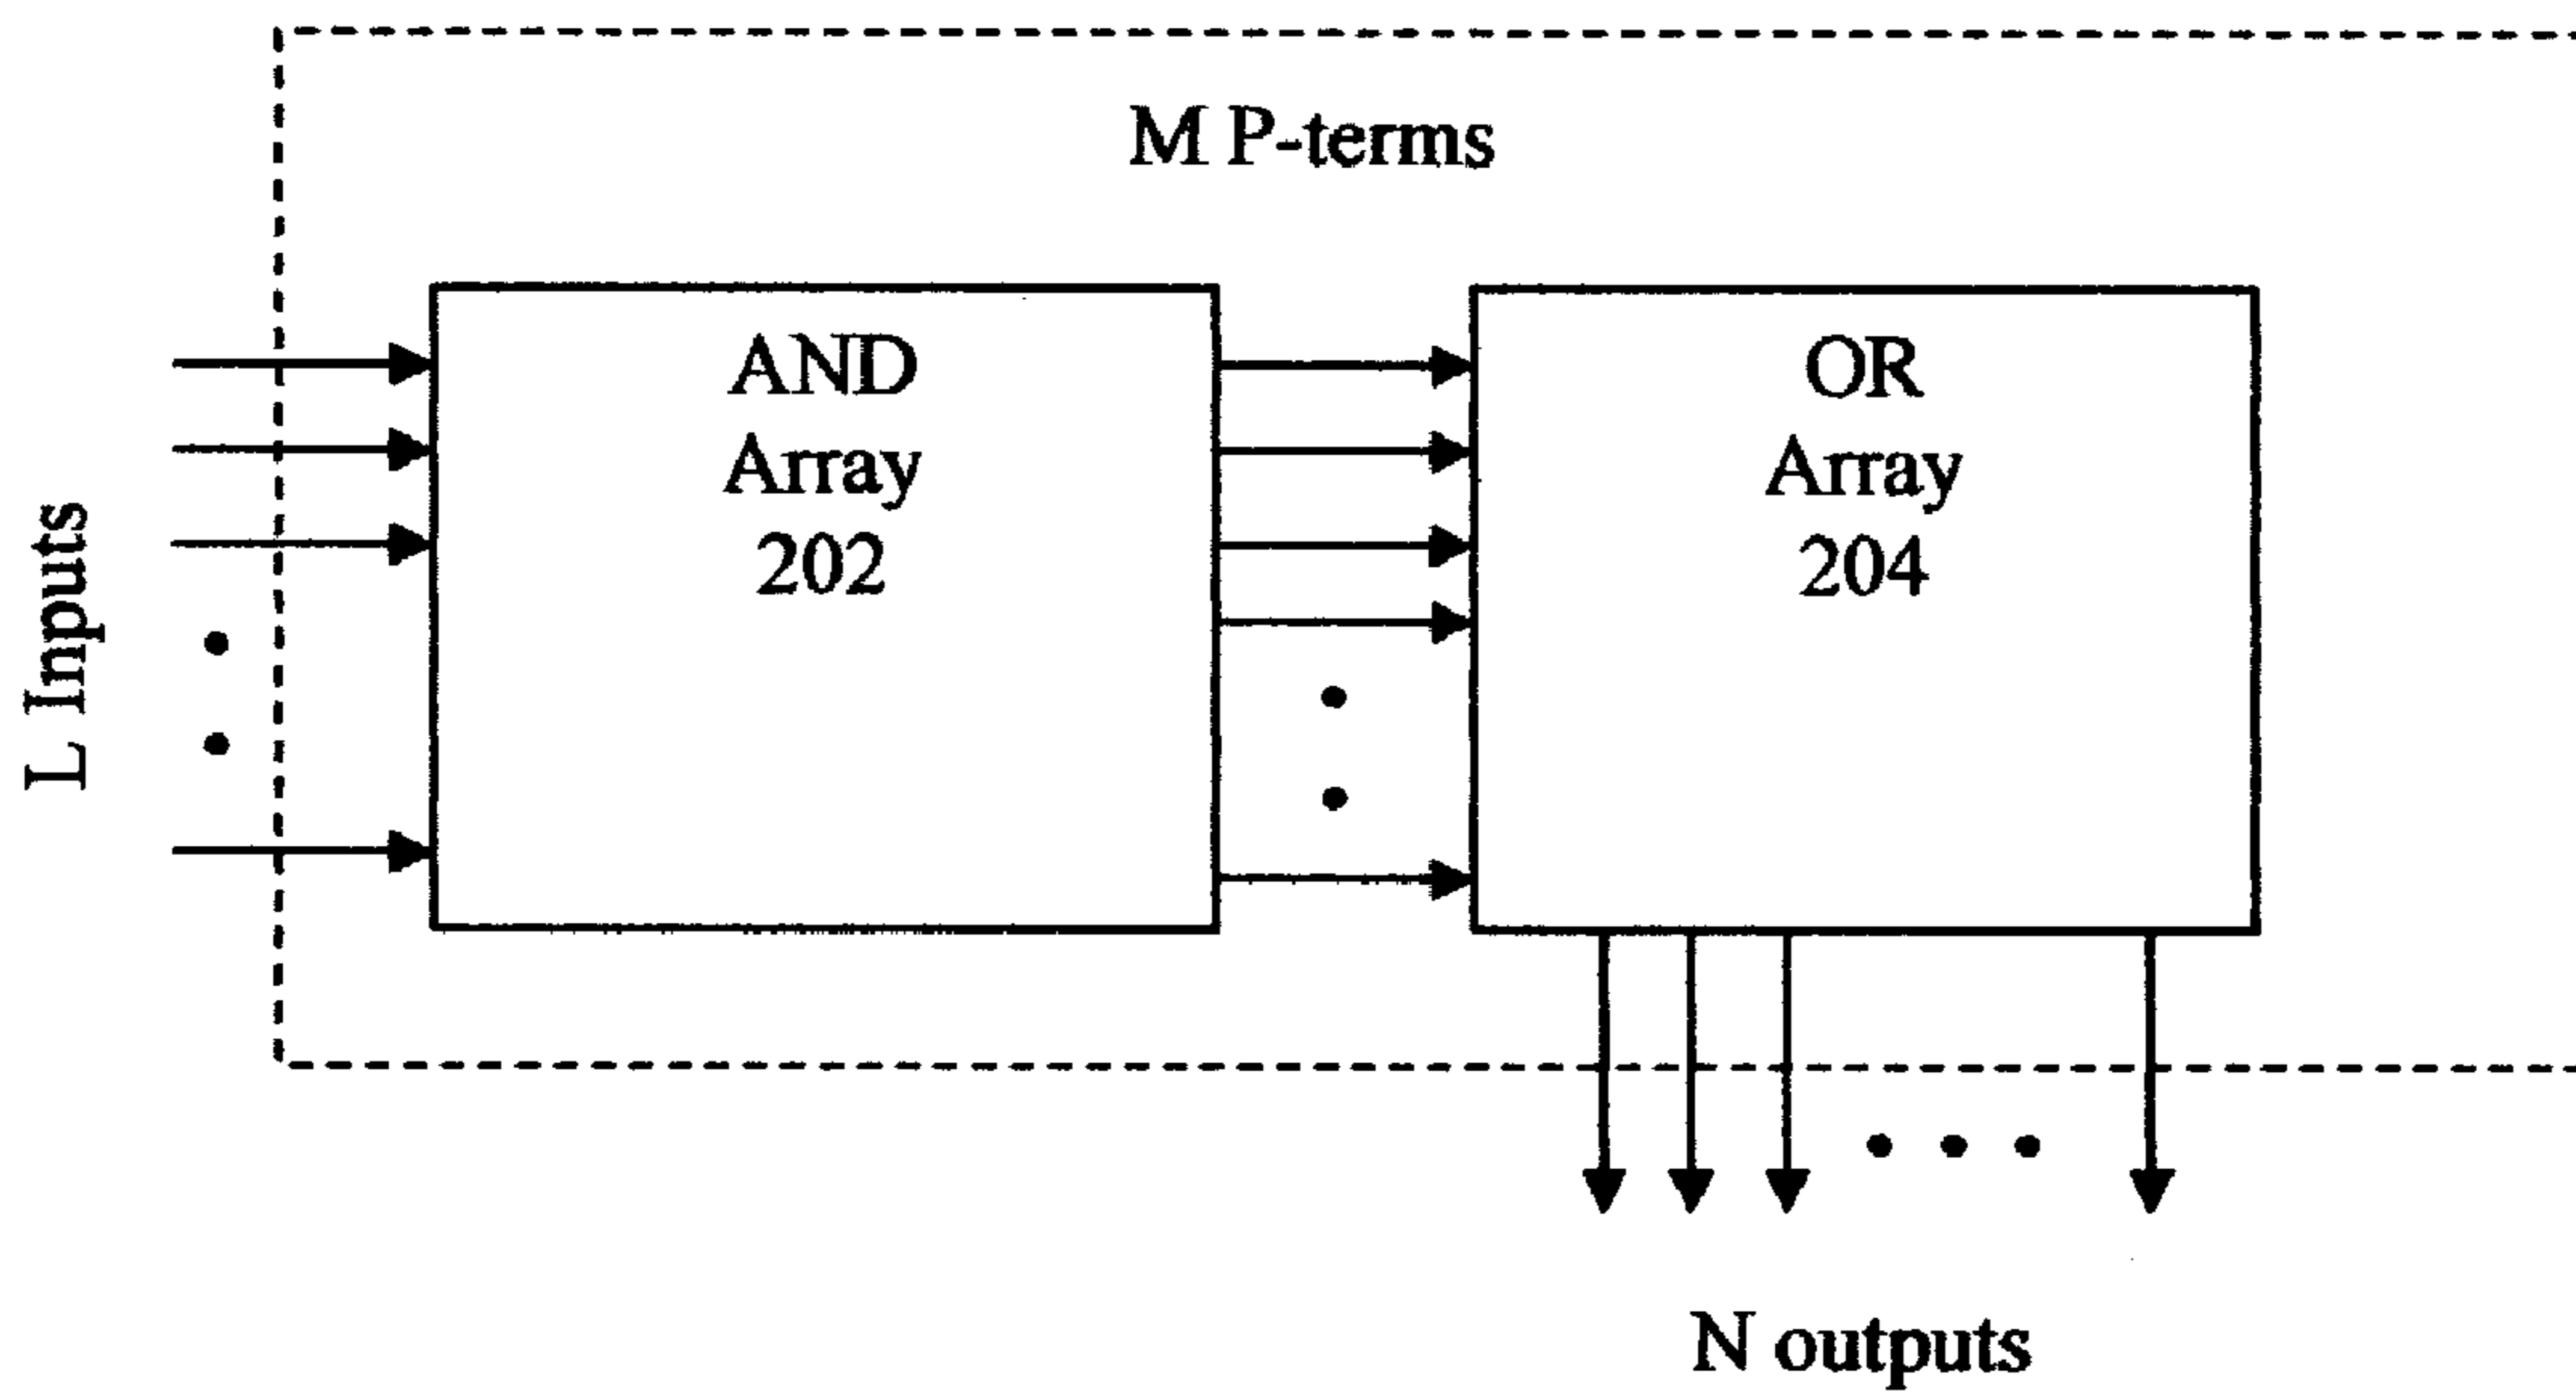 M P-terms
L Inputs
AND
Array
202
OR
Array
204
N outputs